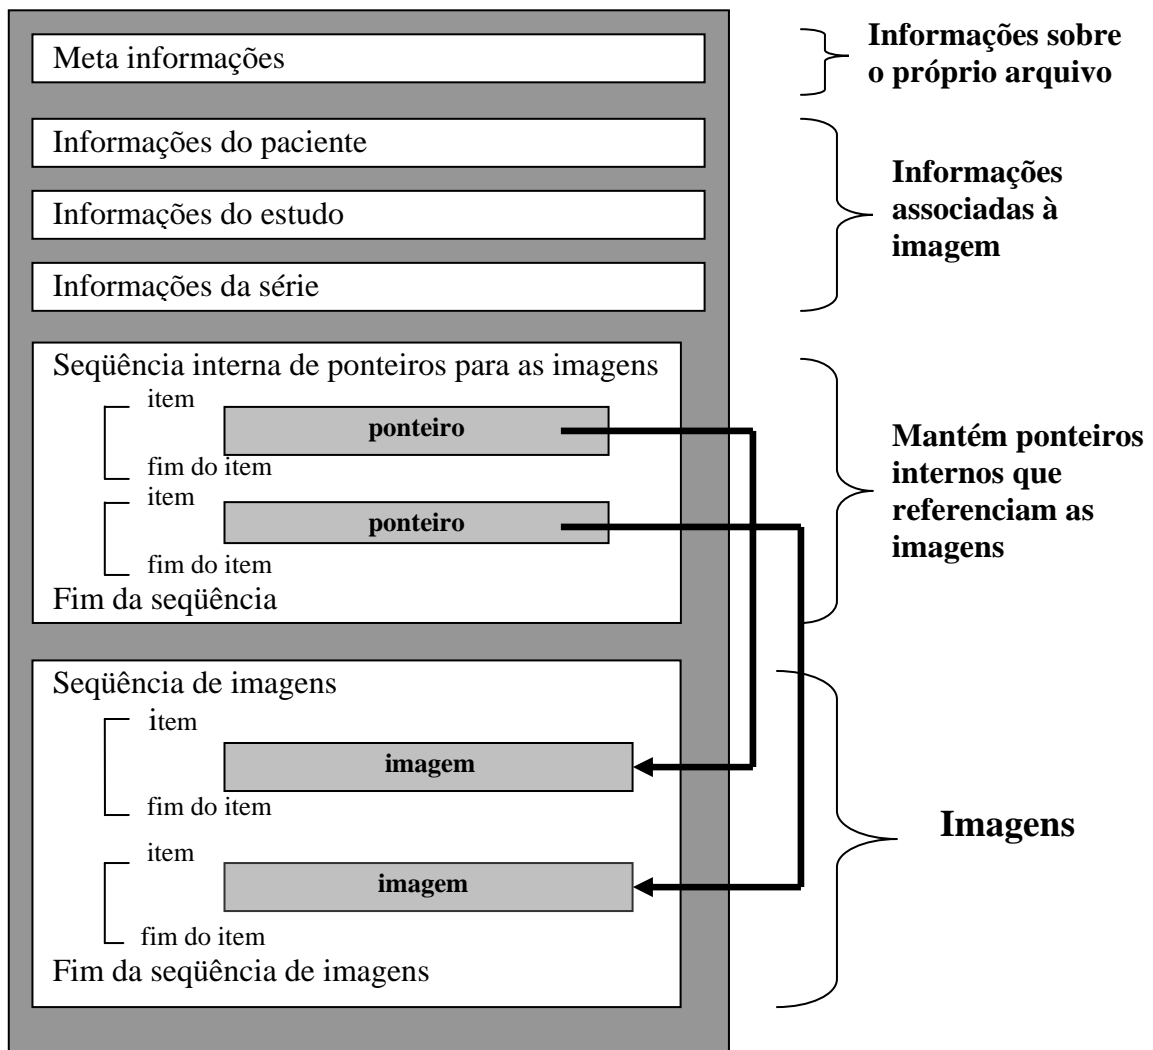 Meta informações
Informações sobre
o próprio arquivo
Informações do paciente
Informações do estudo
Informações da série
Informações
associadas à
imagem
Seqüência interna de ponteiros para as imagens
item
ponteiro
fim do item
item
ponteiro
fim do item
Fim da seqüência
Mantém ponteiros
internos que
referenciam as
imagens
Seqüência de imagens
item
imagem
fim do item
item
imagem
fim do item
Fim da seqüência de imagens
Imagens